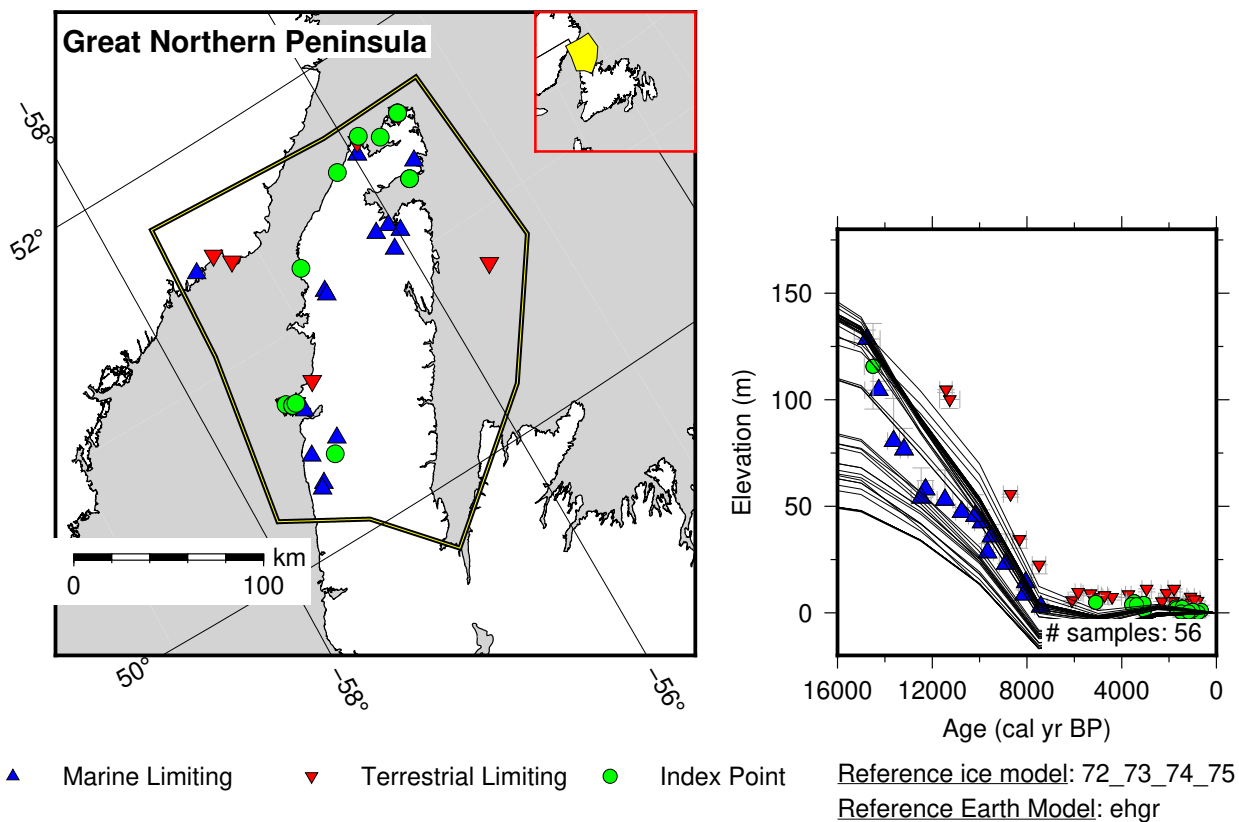 Great Northern Peninsula
−58°
52°
km
0 100
50°
−58°
−56°
Elevation (m)
150
100
50
0
# samples: 56
16000 12000 8000 4000 0
Age (cal yr BP)
Marine Limiting Terrestrial Limiting Index Point
Reference ice model: 72_73_74_75
Reference Earth Model: ehgr